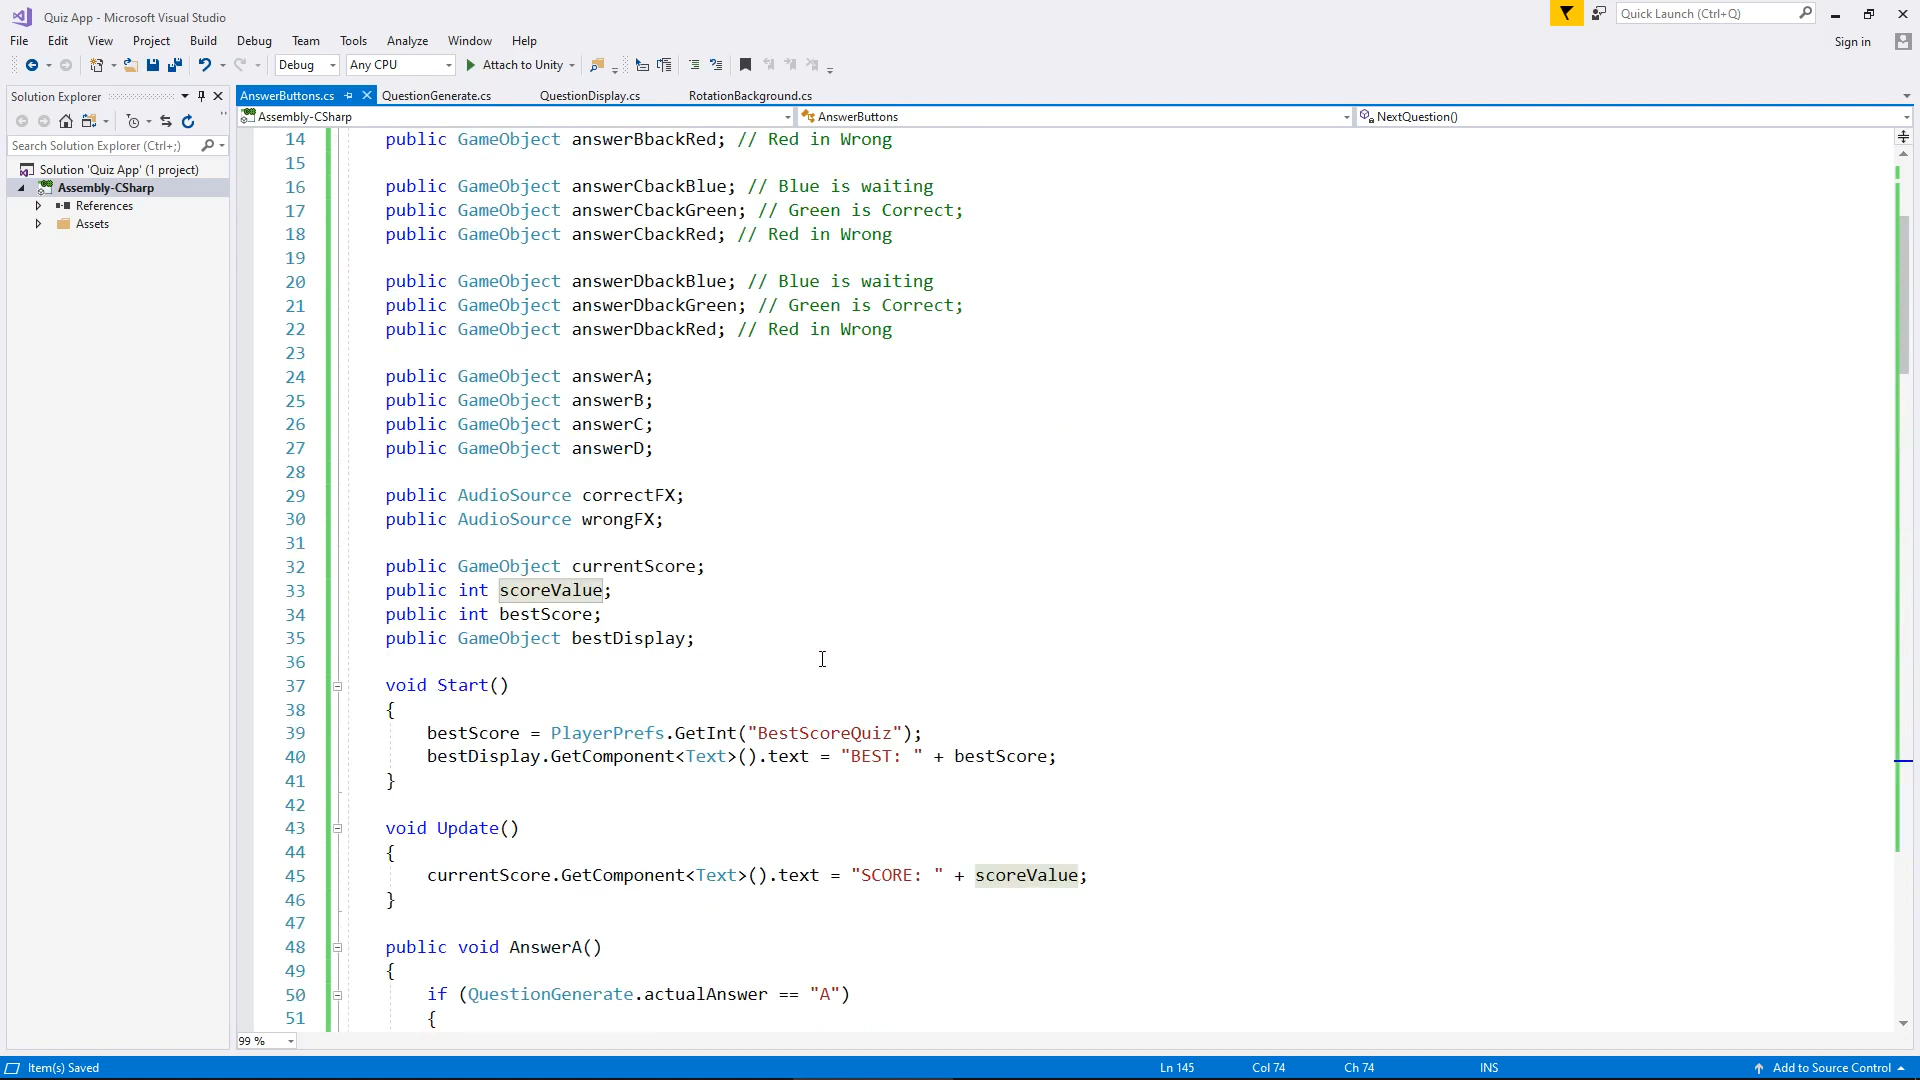 Quiz App - Microsoft Visual Studio
Quick Launch (Ctrl+Q)
File Edit View Project Build Debug Team Tools Analyze Window Help
Sign in
Debug Any CPU Attach to Unity
Solution Explorer
AnswerButtons.cs QuestionGenerate.cs QuestionDisplay.cs RotationBackground.cs
Assembly-CSharp AnswerButtons NextQuestion()
Search Solution Explorer (Ctrl+;)
Solution 'Quiz App' (1 project)
Assembly-CSharp
References
Assets
14 public GameObject answerBbackRed; // Red in Wrong
15
16 public GameObject answerCbackBlue; // Blue is waiting
17 public GameObject answerCbackGreen; // Green is Correct;
18 public GameObject answerCbackRed; // Red in Wrong
19
20 public GameObject answerDbackBlue; // Blue is waiting
21 public GameObject answerDbackGreen; // Green is Correct;
22 public GameObject answerDbackRed; // Red in Wrong
23
24 public GameObject answerA;
25 public GameObject answerB;
26 public GameObject answerC;
27 public GameObject answerD;
28
29 public AudioSource correctFX;
30 public AudioSource wrongFX;
31
32 public GameObject currentScore;
33 public int scoreValue;
34 public int bestScore;
35 public GameObject bestDisplay;
36
37 void Start()
38 {
39 bestScore = PlayerPrefs.GetInt("BestScoreQuiz");
40 bestDisplay.GetComponent<Text>().text = "BEST: " + bestScore;
41 }
42
43 void Update()
44 {
45 currentScore.GetComponent<Text>().text = "SCORE: " + scoreValue;
46 }
47
48 public void AnswerA()
49 {
50 if (QuestionGenerate.actualAnswer == "A")
51 {
99 %
Item(s) Saved Ln 145 Col 74 Ch 74 INS Add to Source Control